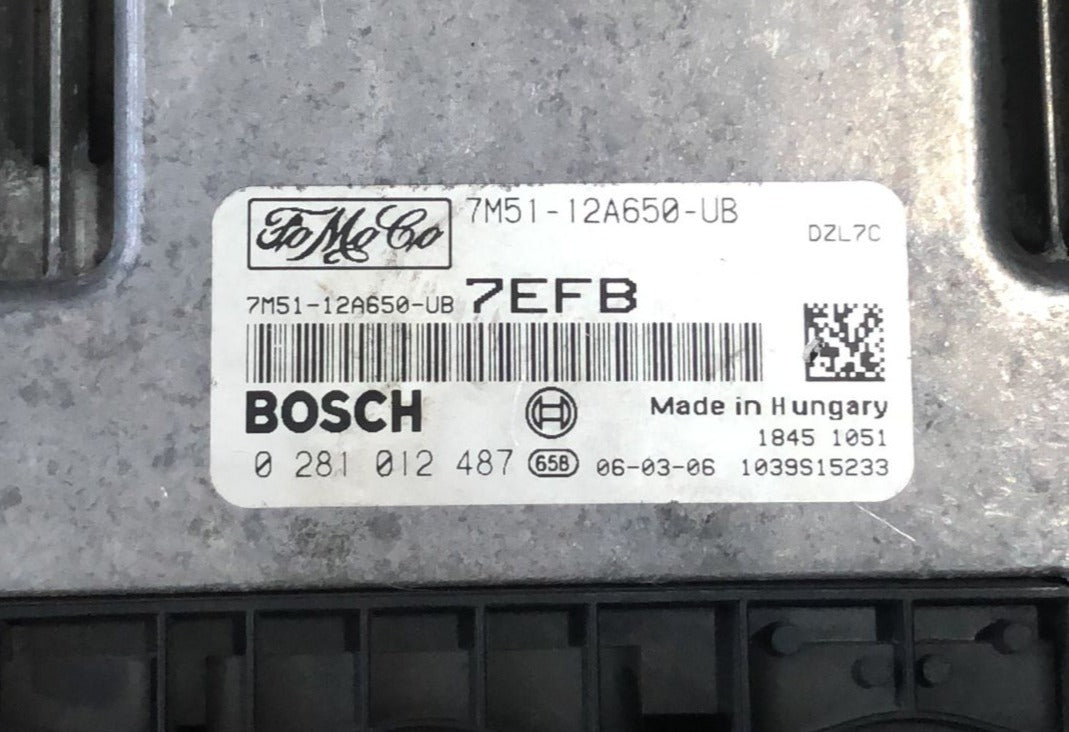 FoMoCo 7M51-12A650-UB
DZL7C
7M51-12A650-UB 7EFB
BOSCH H Made in Hungary
1845 1051
0 281 012 487 65B 06-03-06 1039S15233